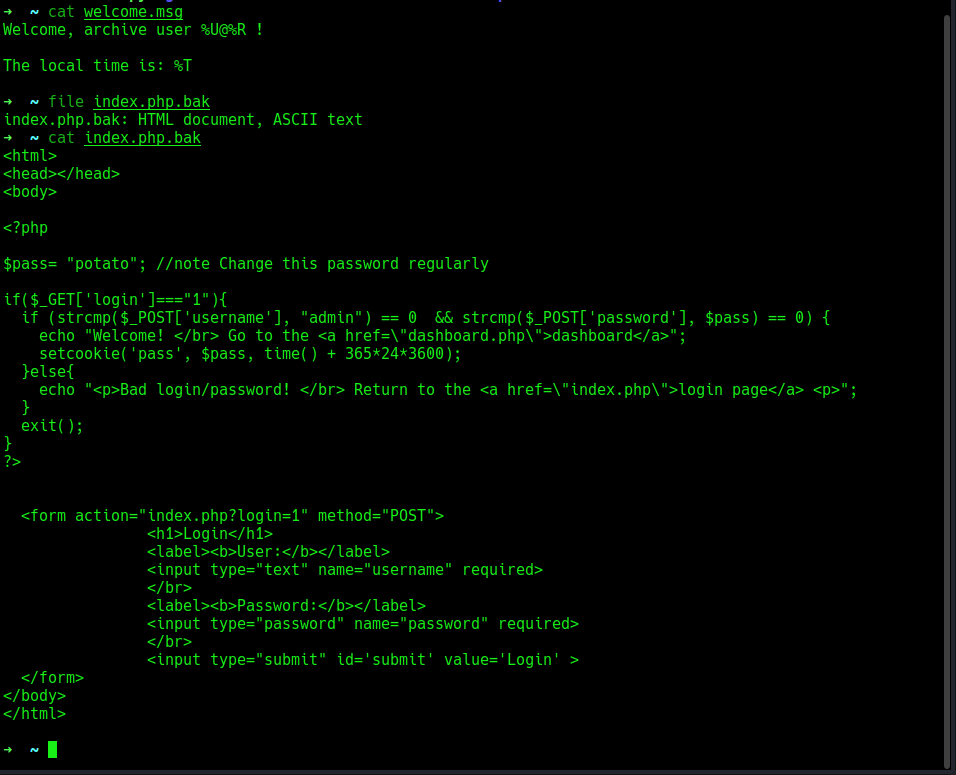 ➜  ~ cat welcome.msg
Welcome, archive user %U@%R !

The local time is: %T

➜  ~ file index.php.bak
index.php.bak: HTML document, ASCII text
➜  ~ cat index.php.bak
<html>
<head></head>
<body>

<?php

$pass= "potato"; //note Change this password regularly

if($_GET['login']==="1"){
  if (strcmp($_POST['username'], "admin") == 0  && strcmp($_POST['password'], $pass) == 0) {
    echo "Welcome! </br> Go to the <a href=\"dashboard.php\">dashboard</a>";
    setcookie('pass', $pass, time() + 365*24*3600);
  }else{
    echo "<p>Bad login/password! </br> Return to the <a href=\"index.php\">login page</a> <p>";
  }
  exit();
}
?>


  <form action="index.php?login=1" method="POST">
                <h1>Login</h1>
                <label><b>User:</b></label>
                <input type="text" name="username" required>
                </br>
                <label><b>Password:</b></label>
                <input type="password" name="password" required>
                </br>
                <input type="submit" id='submit' value='Login' >
  </form>
</body>
</html>

➜  ~